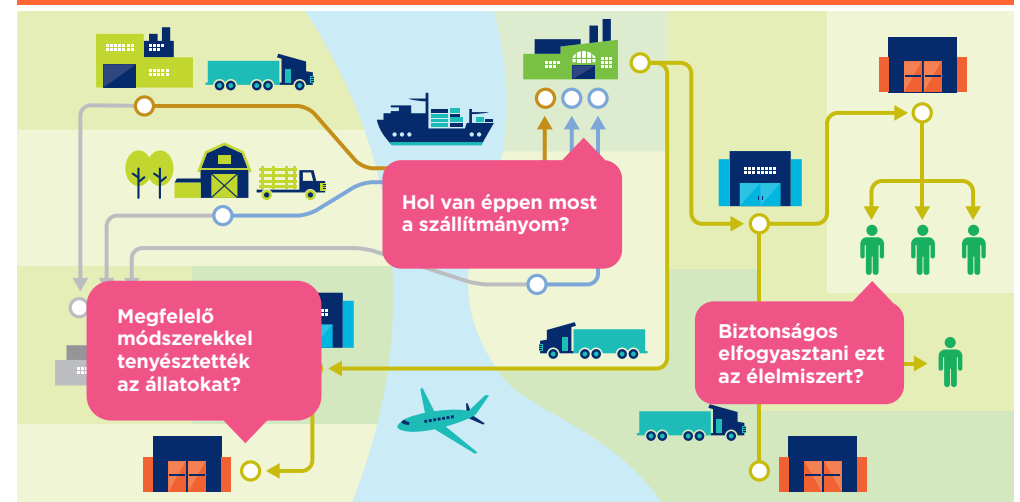 Hol van éppen most
a szállítmányom?
Megfelelő
módszerekkel
tenyésztették
az állatokat?
Biztonságos
elfogyasztani ezt
az élelmiszert?